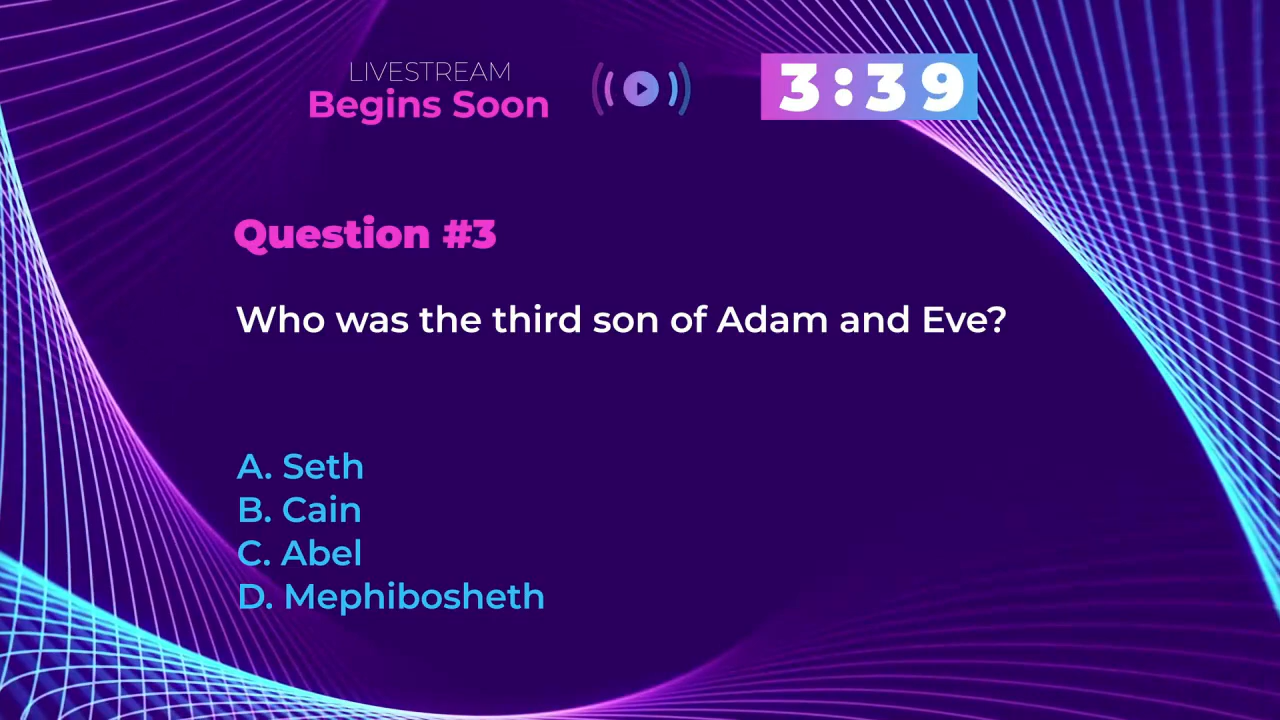 LIVESTREAM
Begins Soon
3:39
Question #3
Who was the third son of Adam and Eve?
A. Seth
B. Cain
C. Abel
D. Mephibosheth